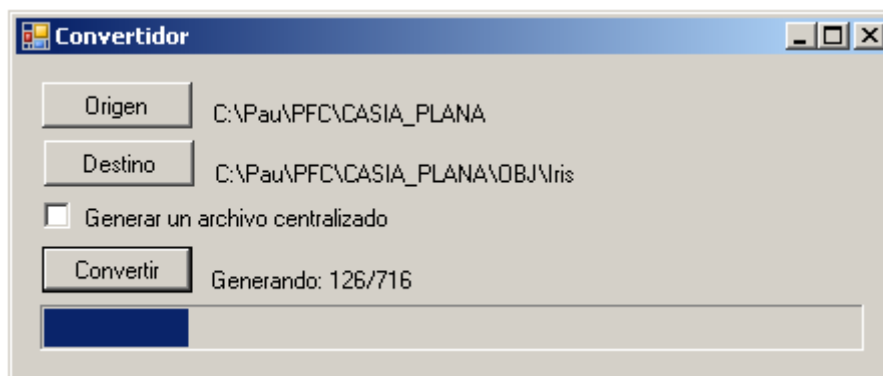 Convertidor
Origen C:\Pau\PFC\CASIA_PLANA
Destino C:\Pau\PFC\CASIA_PLANA\OBJ\Iris
Generar un archivo centralizado
Convertir Generando: 126/716